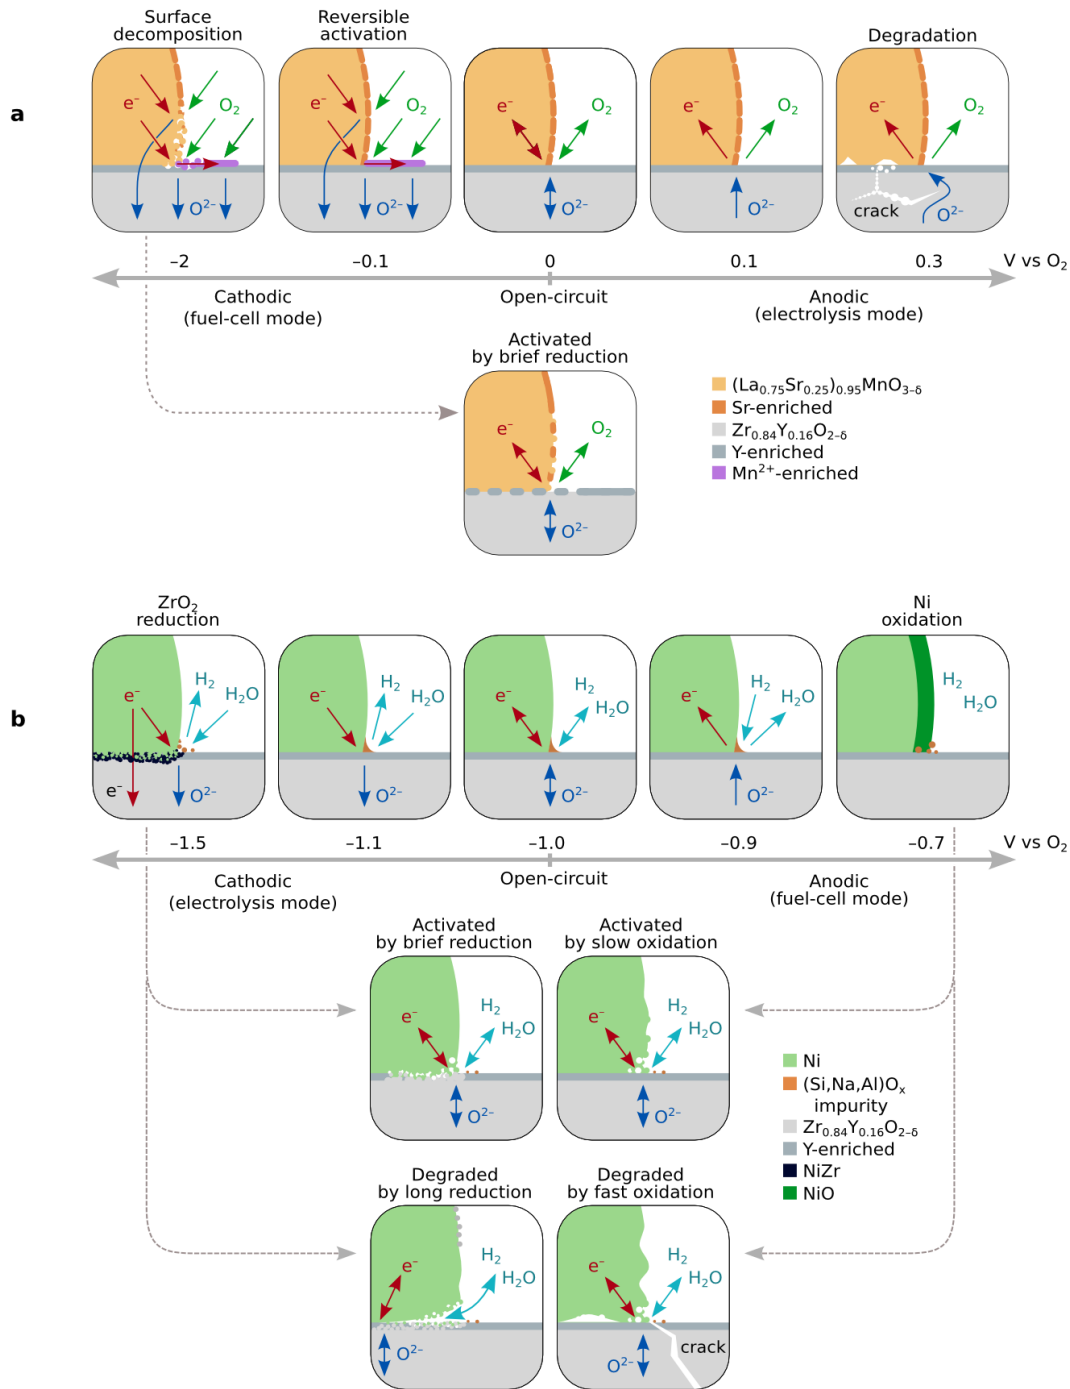 a
Surface
decomposition
Reversible
activation
Degradation
e⁻
O₂
O²⁻
e⁻
O₂
O²⁻
e⁻
O₂
O²⁻
e⁻
O₂
O²⁻
e⁻
O₂
crack
O²⁻
–2
–0.1
0
0.1
0.3
V vs O₂
Cathodic
(fuel-cell mode)
Open-circuit
Anodic
(electrolysis mode)
Activated
by brief reduction
e⁻
O₂
O²⁻
(La₀.₇₅Sr₀.₂₅)₀.₉₅MnO₃₋δ
Sr-enriched
Zr₀.₈₄Y₀.₁₆O₂₋δ
Y-enriched
Mn²⁺-enriched
b
ZrO₂
reduction
Ni
oxidation
e⁻
H₂
H₂O
e⁻
O²⁻
e⁻
H₂
H₂O
O²⁻
e⁻
H₂
H₂O
O²⁻
e⁻
H₂
H₂O
O²⁻
H₂
H₂O
–1.5
–1.1
–1.0
–0.9
–0.7
V vs O₂
Cathodic
(electrolysis mode)
Open-circuit
Anodic
(fuel-cell mode)
Activated
by brief reduction
e⁻
H₂
H₂O
O²⁻
Activated
by slow oxidation
e⁻
H₂
H₂O
O²⁻
Degraded
by long reduction
e⁻
H₂
H₂O
O²⁻
Degraded
by fast oxidation
e⁻
H₂
H₂O
O²⁻
crack
Ni
(Si,Na,Al)Oₓ
impurity
Zr₀.₈₄Y₀.₁₆O₂₋δ
Y-enriched
NiZr
NiO